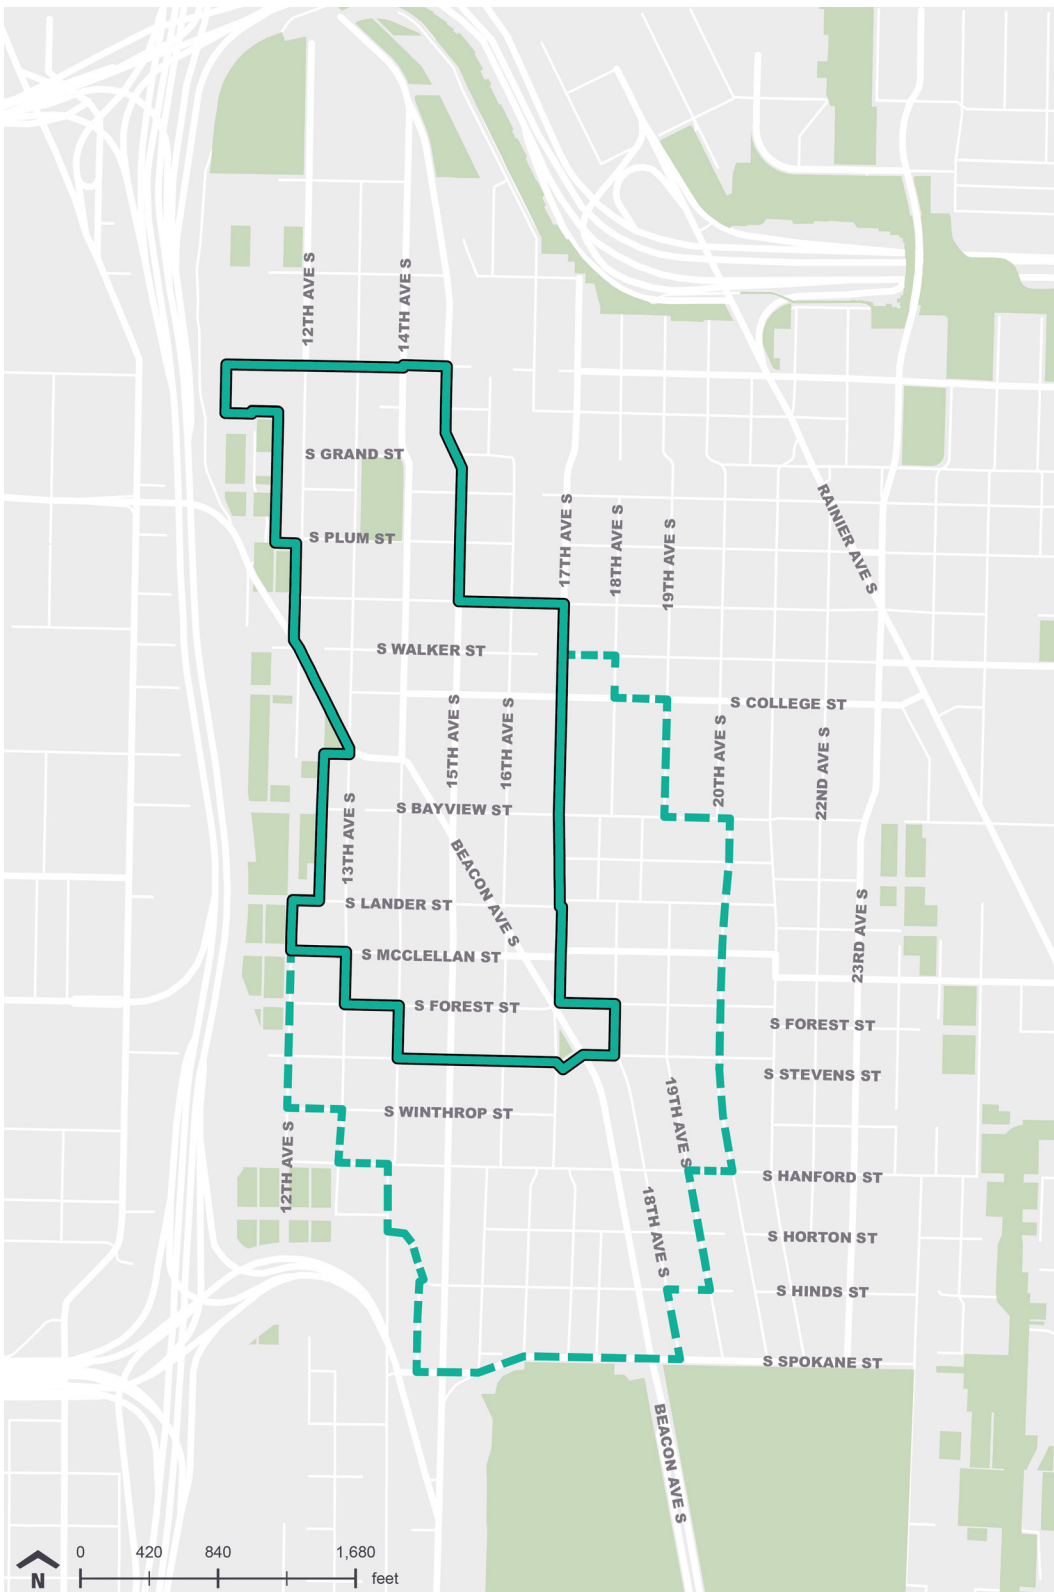 12TH AVE S
14TH AVE S
S GRAND ST
S PLUM ST
17TH AVE S
18TH AVE S
19TH AVE S
RAINIER AVE S
S WALKER ST
S COLLEGE ST
15TH AVE S
16TH AVE S
20TH AVE S
22ND AVE S
13TH AVE S
S BAYVIEW ST
BEACON AVE S
S LANDER ST
23RD AVE S
S MCCLELLAN ST
S FOREST ST
S FOREST ST
S STEVENS ST
S WINTHROP ST
12TH AVE S
19TH AVE S
S HANFORD ST
18TH AVE S
S HORTON ST
S HINDS ST
S SPOKANE ST
BEACON AVE S
N
0 420 840 1,680
feet